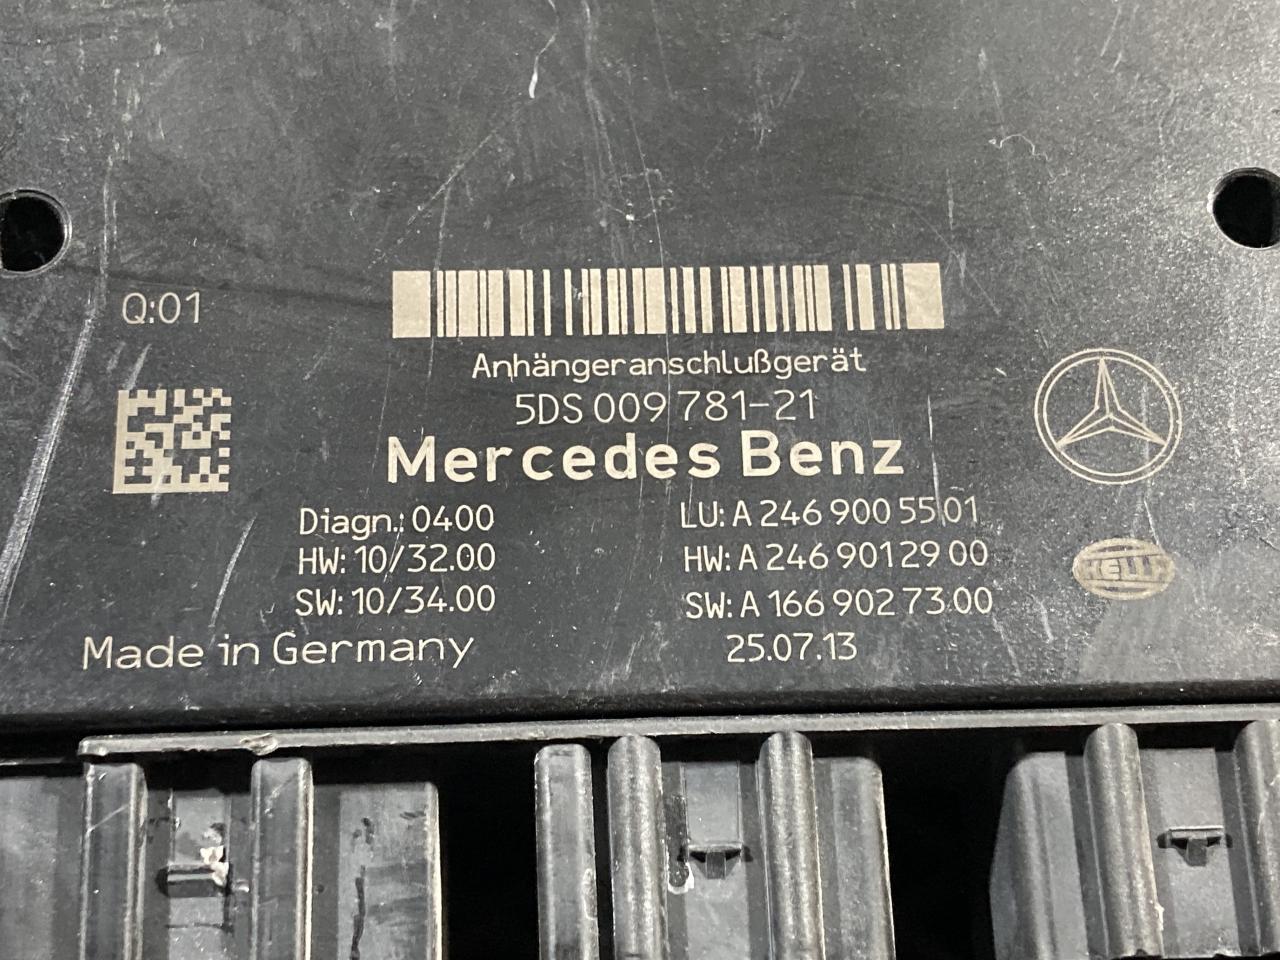 Q:01
Anhängeranschlußgerät
5DS 009 781-21
Mercedes Benz
Diagn.: 0400
LU: A 246 900 55 01
HW: 10/32.00
HW: A 246 901 29 00
SW: 10/34.00
SW: A 166 902 73 00
HELLA
Made in Germany
25.07.13